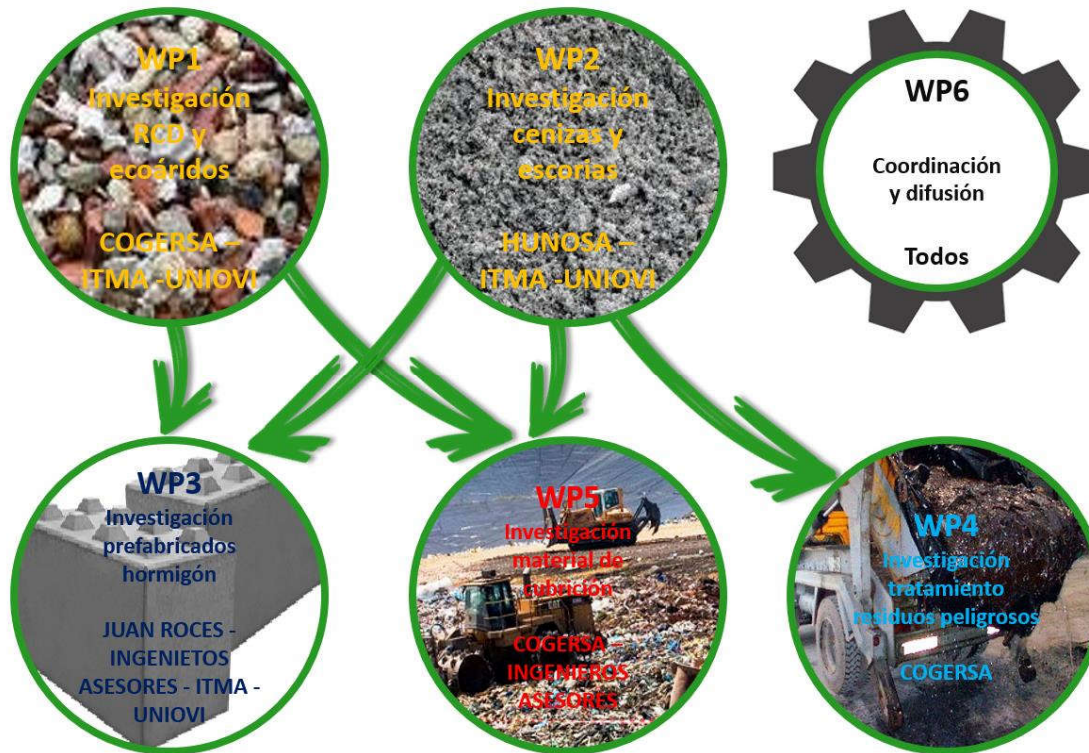 WP1
Investigación
RCD y
ecoáridos
COGERSA –
ITMA -UNIOVI
WP2
Investigación
cenizas y
escorias
HUNOSA –
ITMA -UNIOVI
WP6
Coordinación
y difusión
Todos
WP3
Investigación
prefabricados
hormigón
JUAN ROCES -
INGENIETOS
ASESORES - ITMA -
UNIOVI
WP5
Investigación
material de
cubrición
COGERSA –
INGENIEROS
ASESORES
WP4
Investigación
tratamiento
residuos peligrosos
COGERSA
CAT